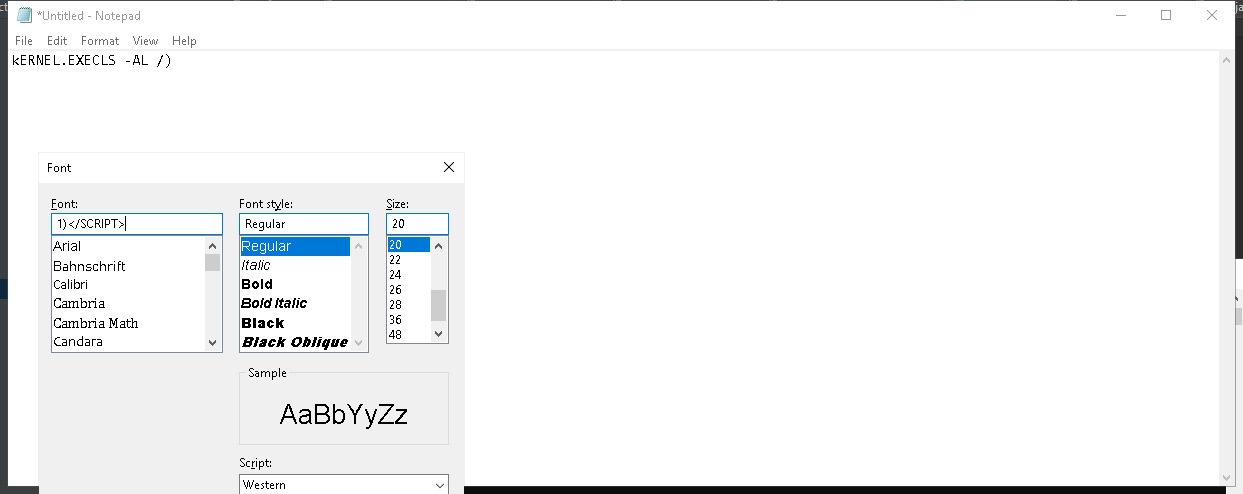 *Untitled - Notepad
File Edit Format View Help
kERNEL.EXECLS -AL /)
Font
Font: Font style: Size:
1)</SCRIPT> Regular 20
Arial Regular 20
Bahnschrift Italic 22
Calibri Bold 24
Cambria Bold Italic 26
Cambria Math Black 28
Candara Black Oblique 36
48
Sample
AaBbYyZz
Script:
Western